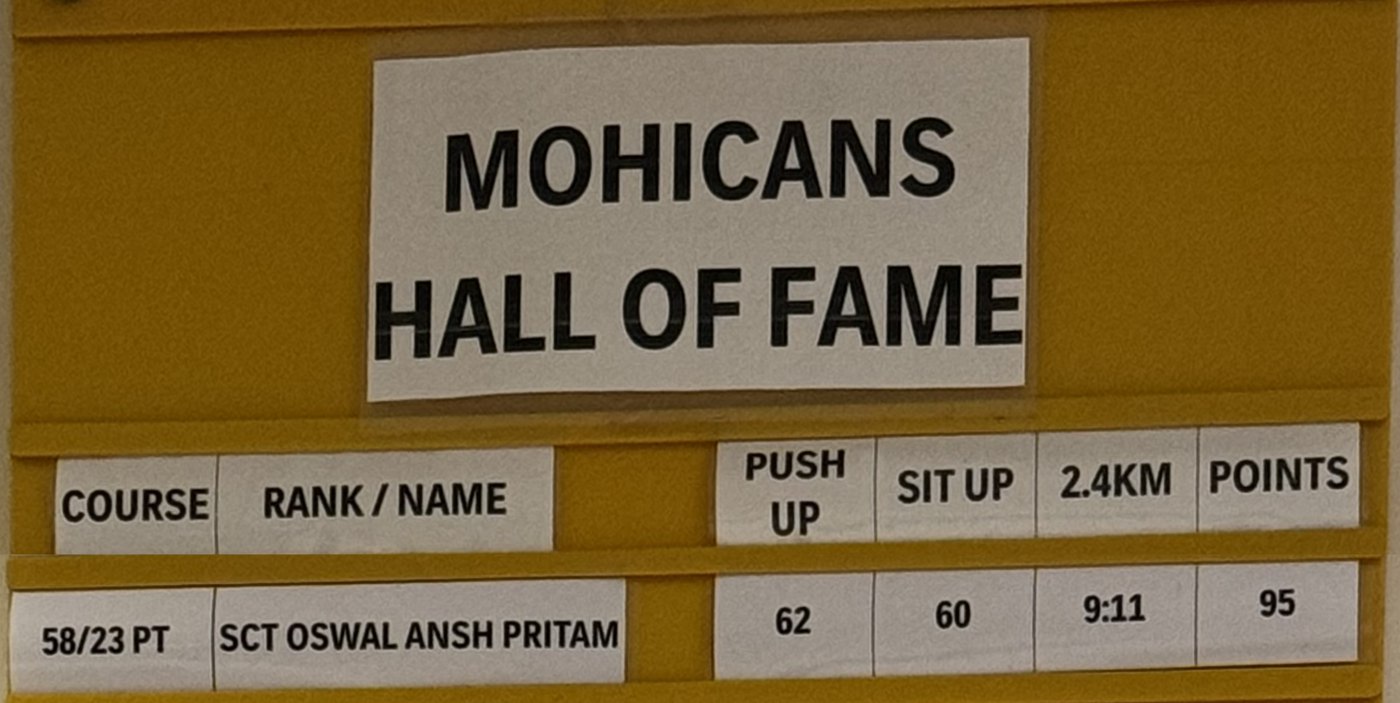 MOHICANS
HALL OF FAME
COURSE RANK / NAME PUSH UP SIT UP 2.4KM POINTS
58/23 PT SCT OSWAL ANSH PRITAM 62 60 9:11 95